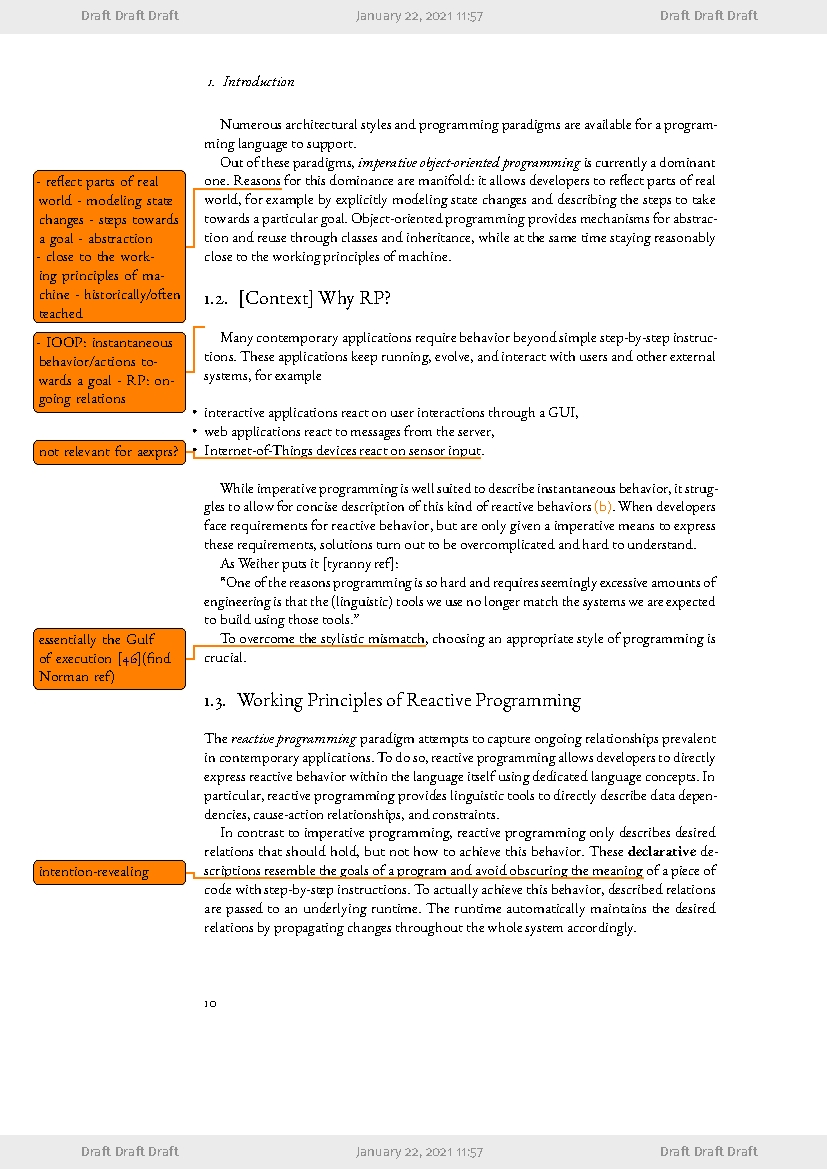 Draft Draft Draft January 22, 2021 11:57 Draft Draft Draft
1. Introduction
Numerous architectural styles and programming paradigms are available for a program-
ming language to support.
Out of these paradigms, imperative object-oriented programming is currently a dominant
one. Reasons for this dominance are manifold: it allows developers to reflect parts of real
world, for example by explicitly modeling state changes and describing the steps to take
towards a particular goal. Object-oriented programming provides mechanisms for abstrac-
tion and reuse through classes and inheritance, while at the same time staying reasonably
close to the working principles of machine.
- reflect parts of real
world - modeling state
changes - steps towards
a goal - abstraction
- close to the work-
ing principles of ma-
chine - historically/often
teached
1.2. [Context] Why RP?
- IOOP: instantaneous
behavior/actions to-
wards a goal - RP: on-
going relations
Many contemporary applications require behavior beyond simple step-by-step instruc-
tions. These applications keep running, evolve, and interact with users and other external
systems, for example
• interactive applications react on user interactions through a GUI,
• web applications react to messages from the server,
• Internet-of-Things devices react on sensor input.
not relevant for aexprs?
While imperative programming is well suited to describe instantaneous behavior, it strug-
gles to allow for concise description of this kind of reactive behaviors (b). When developers
face requirements for reactive behavior, but are only given a imperative means to express
these requirements, solutions turn out to be overcomplicated and hard to understand.
As Weiher puts it [tyranny ref]:
"One of the reasons programming is so hard and requires seemingly excessive amounts of
engineering is that the (linguistic) tools we use no longer match the systems we are expected
to build using those tools.”
To overcome the stylistic mismatch, choosing an appropriate style of programming is
crucial.
essentially the Gulf
of execution [46](find
Norman ref)
1.3. Working Principles of Reactive Programming
The reactive programming paradigm attempts to capture ongoing relationships prevalent
in contemporary applications. To do so, reactive programming allows developers to directly
express reactive behavior within the language itself using dedicated language concepts. In
particular, reactive programming provides linguistic tools to directly describe data depen-
dencies, cause-action relationships, and constraints.
In contrast to imperative programming, reactive programming only describes desired
relations that should hold, but not how to achieve this behavior. These declarative de-
scriptions resemble the goals of a program and avoid obscuring the meaning of a piece of
code with step-by-step instructions. To actually achieve this behavior, described relations
are passed to an underlying runtime. The runtime automatically maintains the desired
relations by propagating changes throughout the whole system accordingly.
intention-revealing
10
Draft Draft Draft January 22, 2021 11:57 Draft Draft Draft